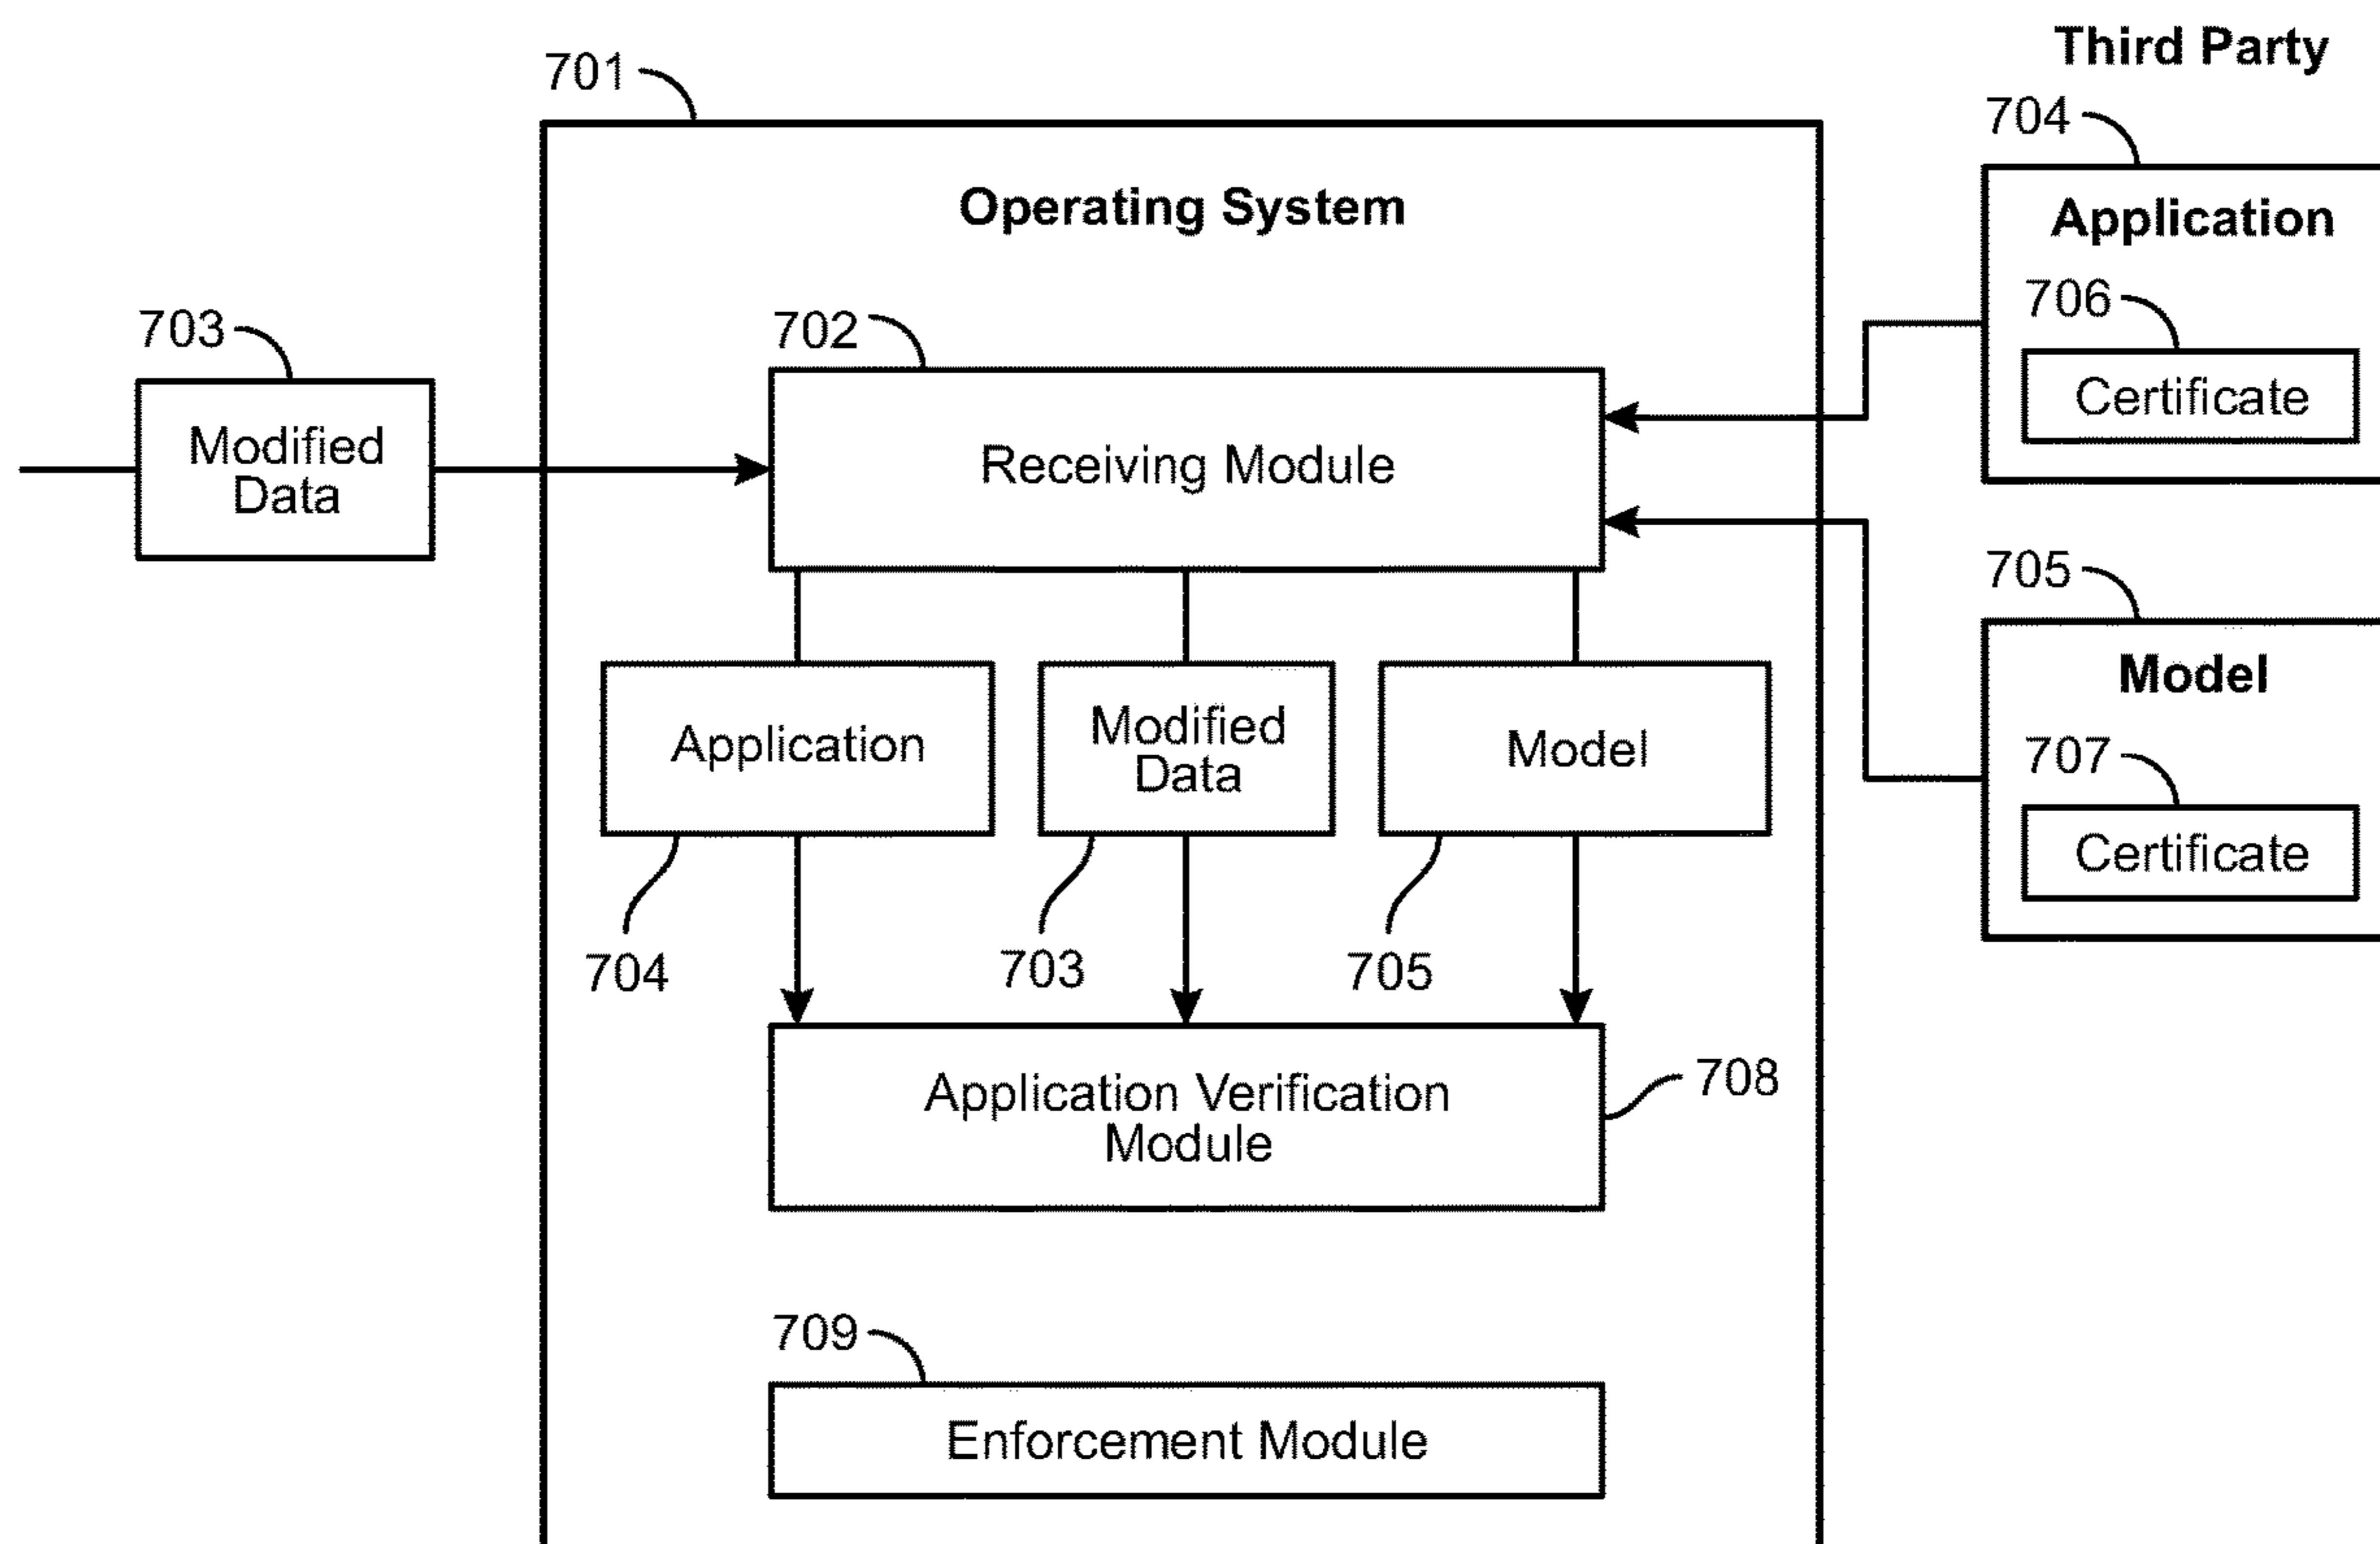 Third Party
701
704
Operating System
Application
706
Certificate
703
Modified
Data
702
Receiving Module
705
Model
707
Certificate
Application
Modified
Data
Model
704
703
705
Application Verification
Module
708
709
Enforcement Module